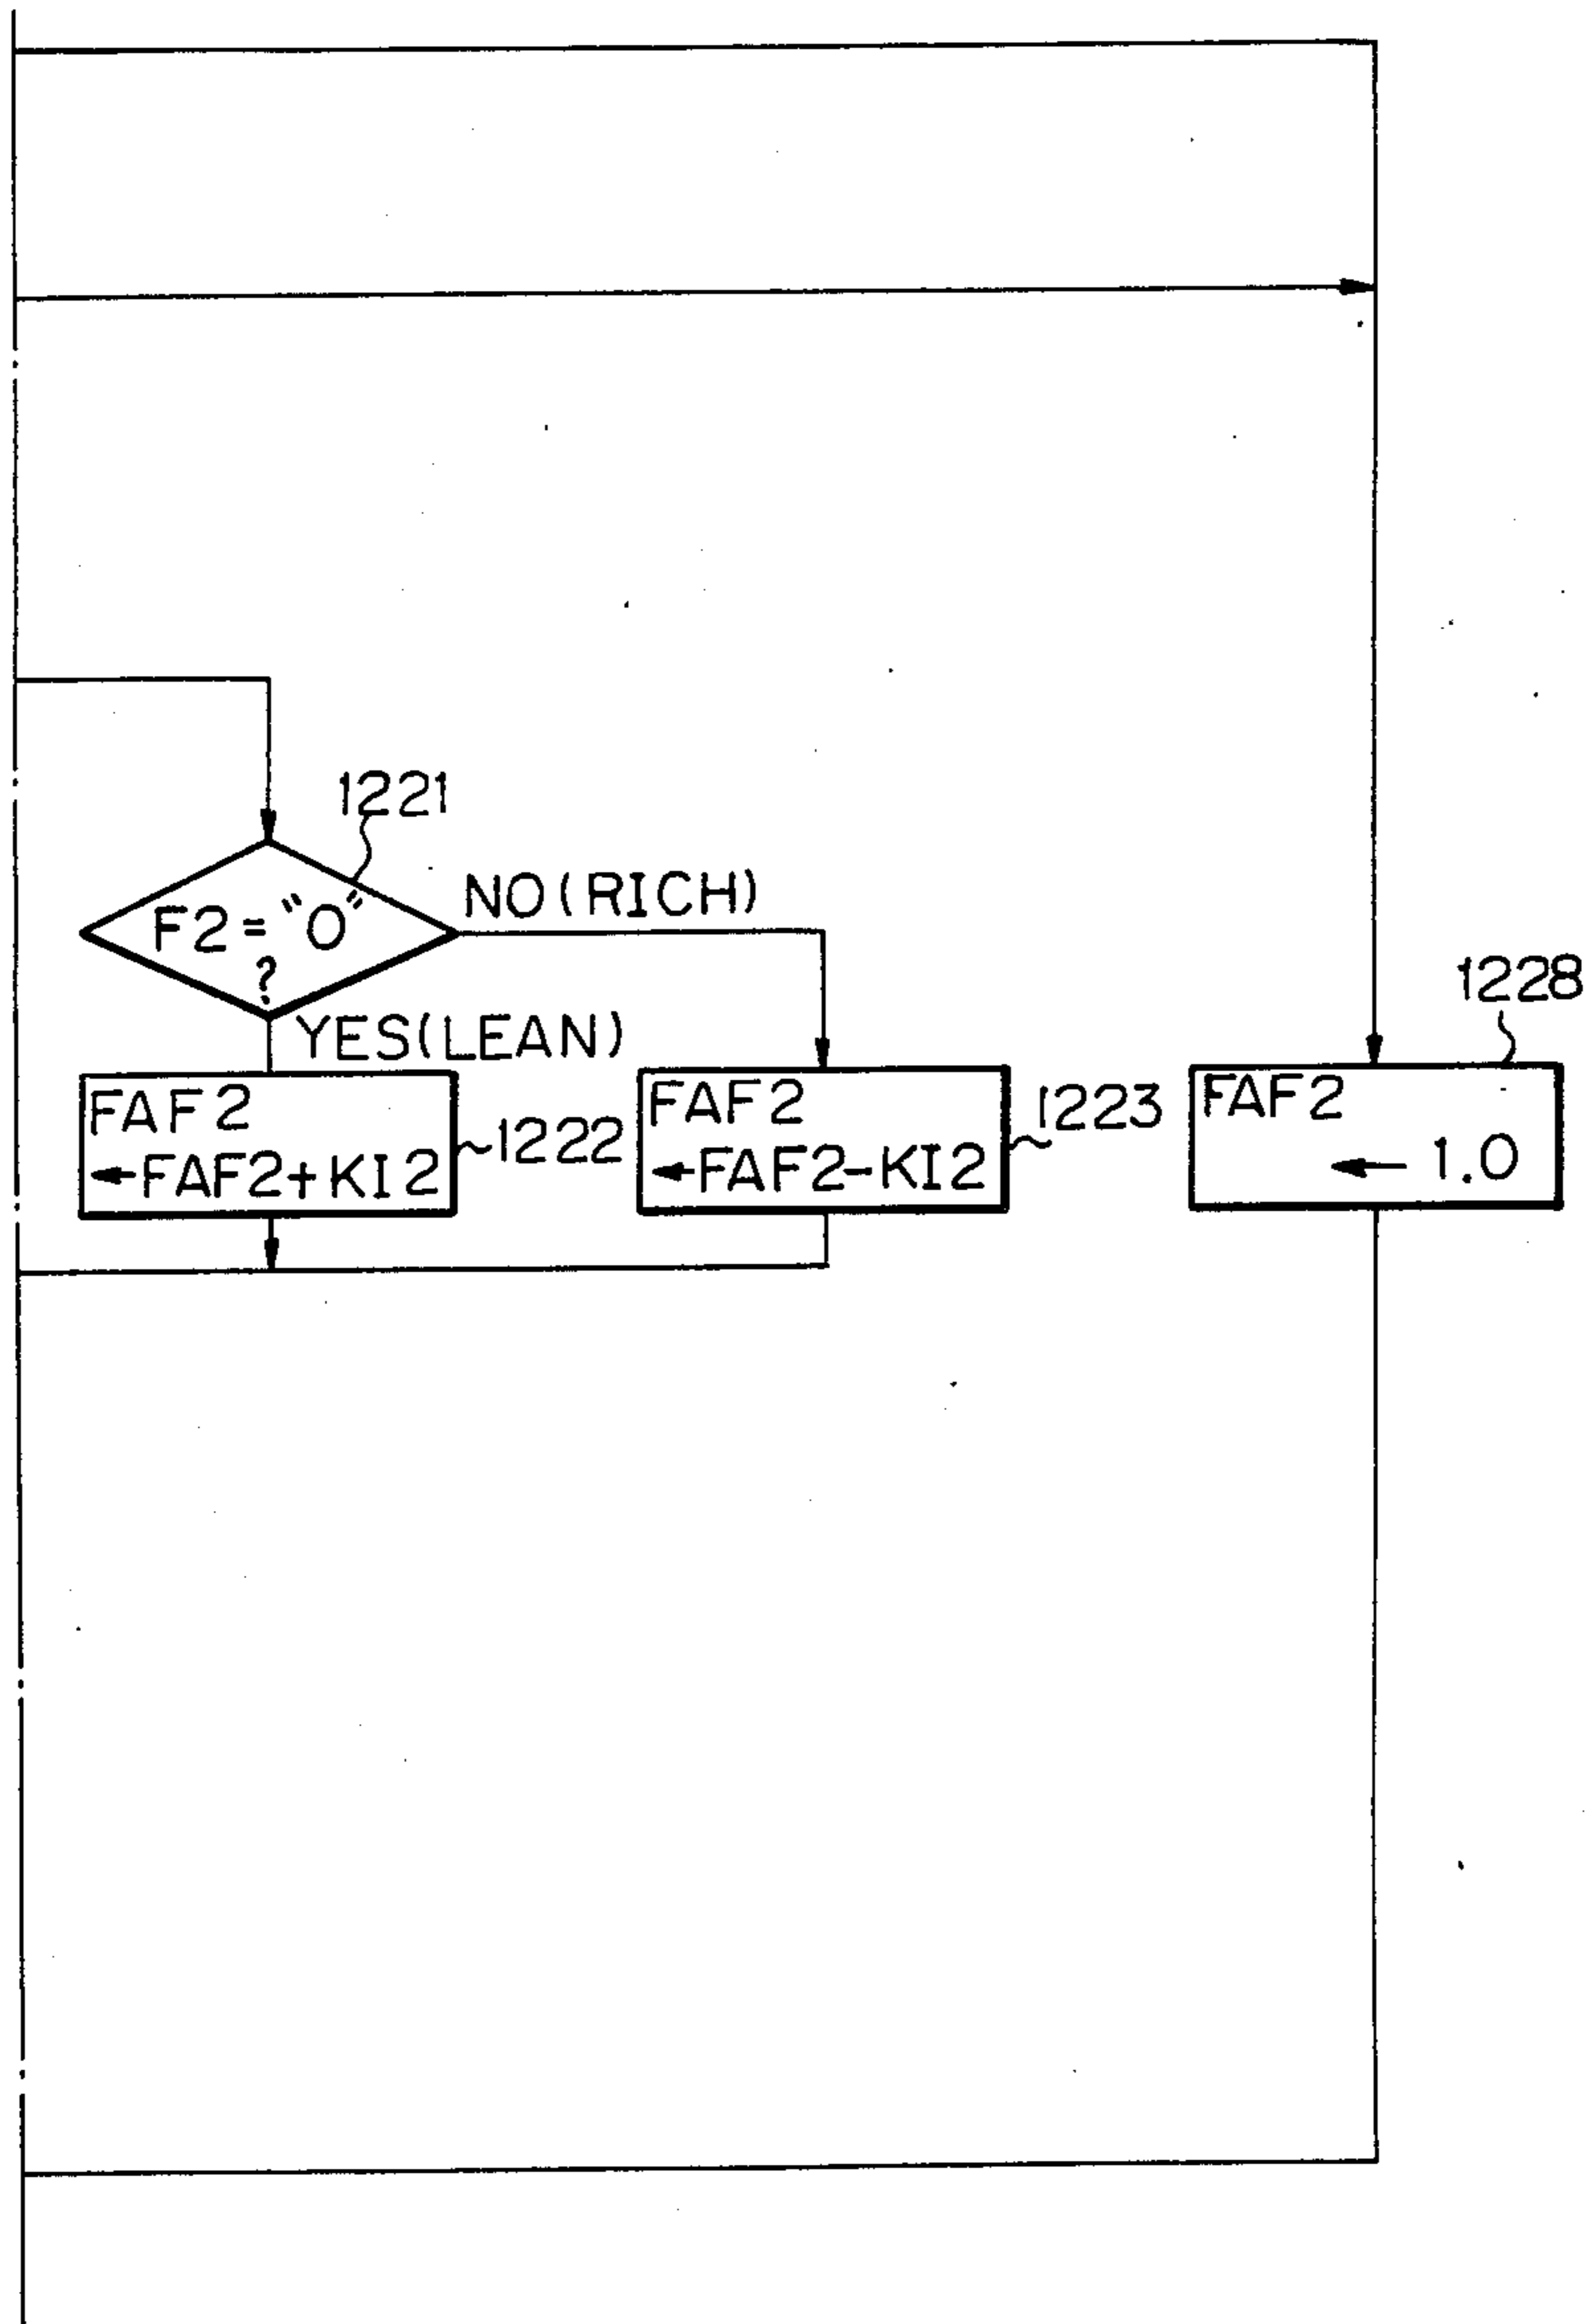 1221
F2="0"
?
NO(RICH)
YES(LEAN)
FAF2
←FAF2+KI2
1222
FAF2
←FAF2-KI2
1223
1228
FAF2
← 1.0